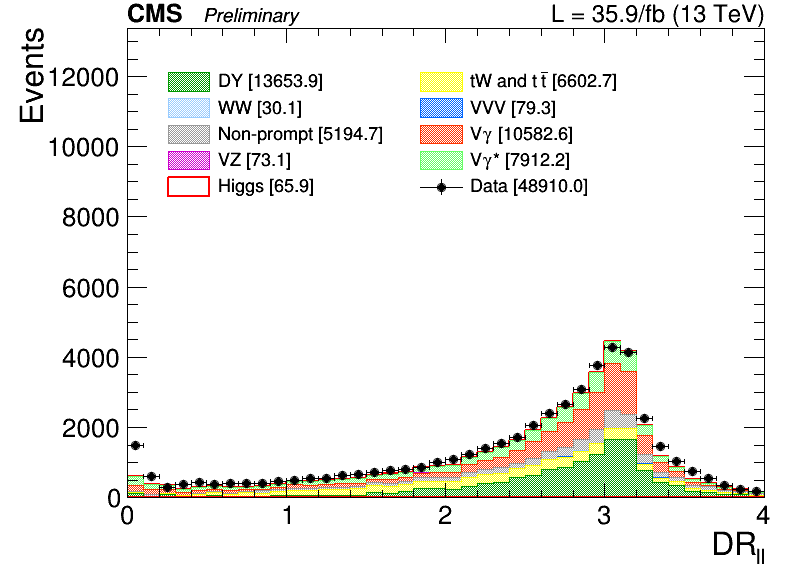 CMS Preliminary L = 35.9/fb (13 TeV)
Events
DY [13653.9]
WW [30.1]
Non-prompt [5194.7]
VZ [73.1]
Higgs [65.9]
tW and tt̅ [6602.7]
VVV [79.3]
Vγ [10582.6]
Vγ* [7912.2]
Data [48910.0]
12000
10000
8000
6000
4000
2000
0
0 1 2 3 4
DR_ll